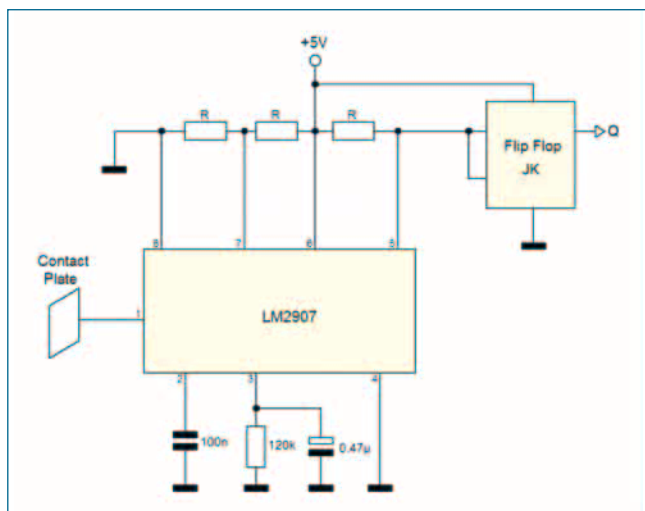 +5V
R
R
R
Flip Flop
JK
Q
8
7
6
5
Contact
Plate
1
LM2907
2
3
4
100n
120k
0.47µ